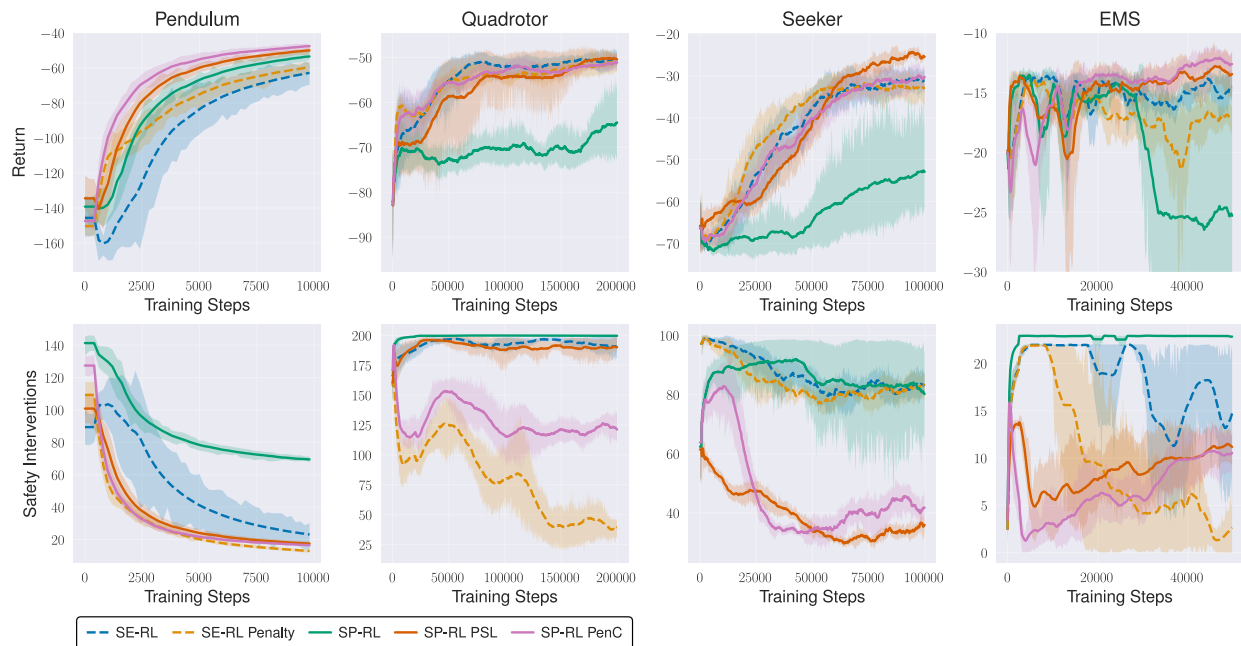 Pendulum Quadrotor Seeker EMS
Return
−40
−60
−80
−100
−120
−140
−160
0 2500 5000 7500 10000
Training Steps
−50
−60
−70
−80
−90
0 50000 100000 150000 200000
Training Steps
−20
−30
−40
−50
−60
−70
0 25000 50000 75000 100000
Training Steps
−10
−15
−20
−25
−30
0 20000 40000
Training Steps
Safety Interventions
140
120
100
80
60
40
20
0 2500 5000 7500 10000
Training Steps
200
175
150
125
100
75
50
25
0 50000 100000 150000 200000
Training Steps
100
80
60
40
0 25000 50000 75000 100000
Training Steps
20
15
10
5
0
0 20000 40000
Training Steps
SE-RL SE-RL Penalty SP-RL SP-RL PSL SP-RL PenC